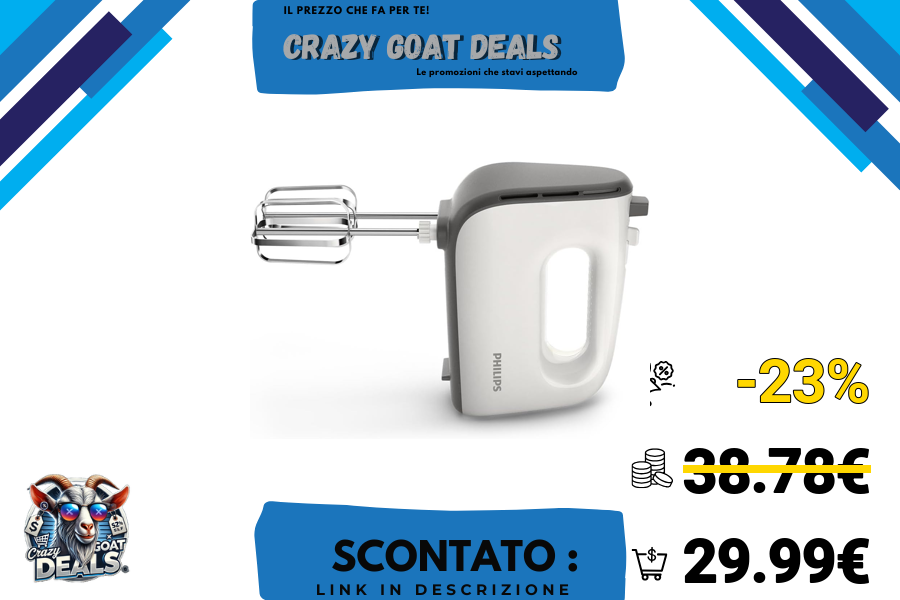 IL PREZZO CHE FA PER TE!
CRAZY GOAT DEALS
Le promozioni che stavi aspettando
PHILIPS
-23%
38.78€
29.99€
SCONTATO :
LINK IN DESCRIZIONE
Crazy
GOAT
DEALS